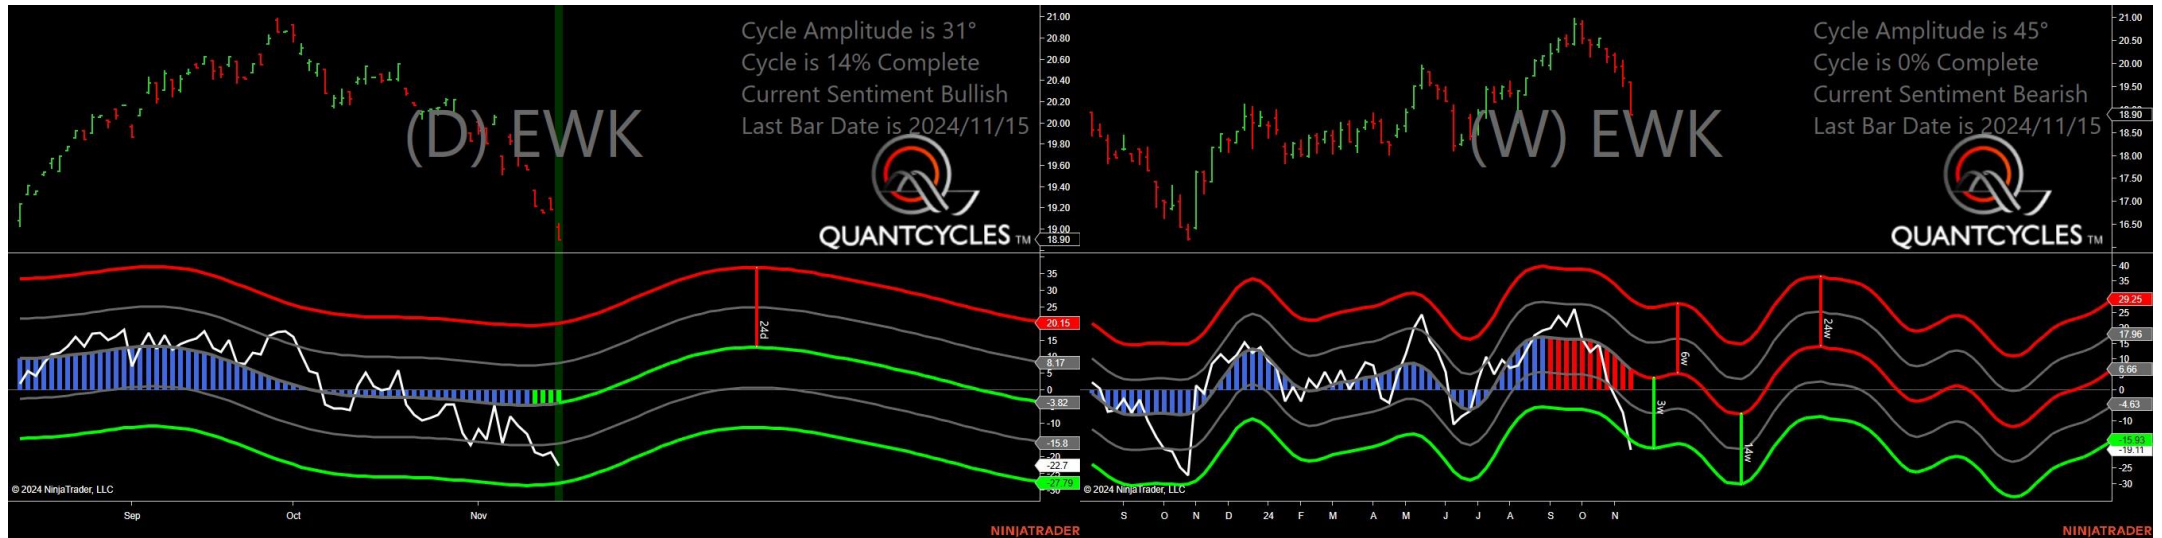 Cycle Amplitude is 31°
Cycle is 14% Complete
Current Sentiment Bullish
Last Bar Date is 2024/11/15
(D) EWK
QUANTCYCLES TM
21.00
20.80
20.60
20.40
20.20
20.00
19.80
19.60
19.40
19.20
19.00
18.90
35
30
25
20.15
15
8.17
0
-3.82
-10
-15.8
-22.7
-27.79
24d
© 2024 NinjaTrader, LLC
Sep
Oct
Nov
NINJATRADER
Cycle Amplitude is 45°
Cycle is 0% Complete
Current Sentiment Bearish
Last Bar Date is 2024/11/15
(W) EWK
QUANTCYCLES TM
21.00
20.50
20.00
19.50
18.90
18.50
18.00
17.50
17.00
16.50
40
35
29.25
25
17.96
15
10
6.66
0
-4.63
-10
-15.93
-19.11
-25
-30
6w
3w
14w
24w
© 2024 NinjaTrader, LLC
S O N D 24 F M A M J J A S O N
NINJATRADER